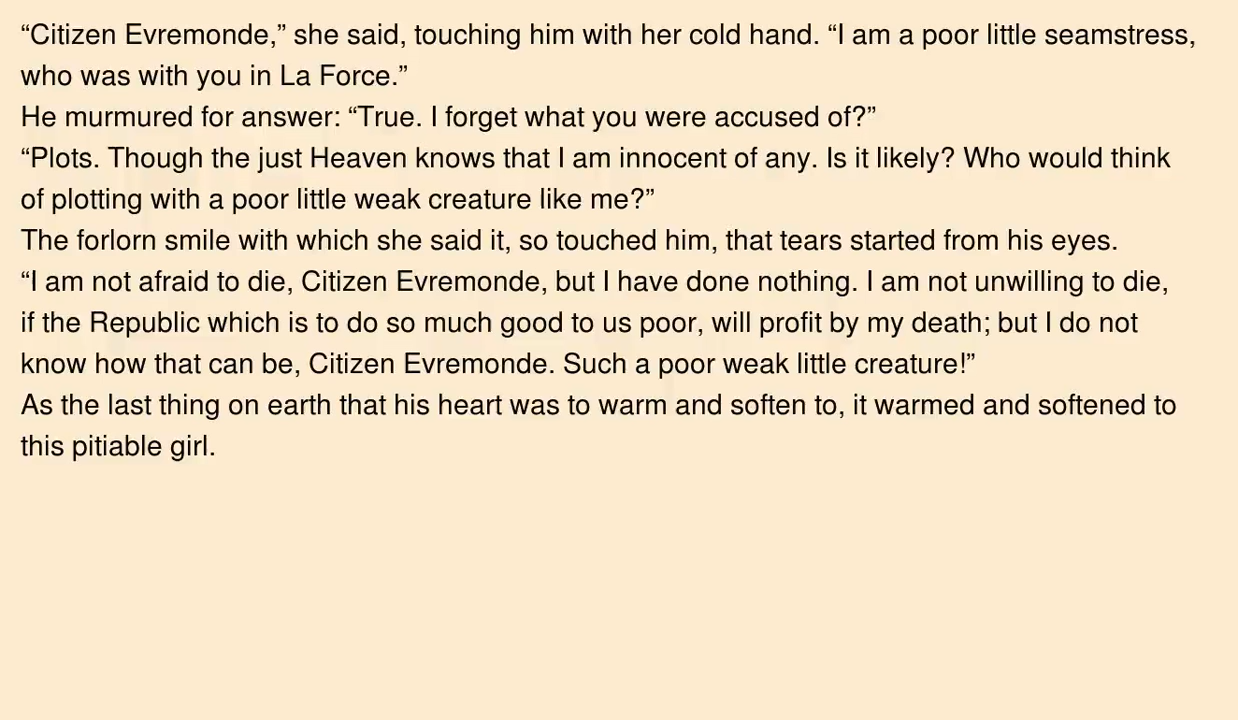 “Citizen Evremonde,” she said, touching him with her cold hand. “I am a poor little seamstress,
who was with you in La Force.”
He murmured for answer: “True. I forget what you were accused of?”
“Plots. Though the just Heaven knows that I am innocent of any. Is it likely? Who would think
of plotting with a poor little weak creature like me?”
The forlorn smile with which she said it, so touched him, that tears started from his eyes.
“I am not afraid to die, Citizen Evremonde, but I have done nothing. I am not unwilling to die,
if the Republic which is to do so much good to us poor, will profit by my death; but I do not
know how that can be, Citizen Evremonde. Such a poor weak little creature!”
As the last thing on earth that his heart was to warm and soften to, it warmed and softened to
this pitiable girl.